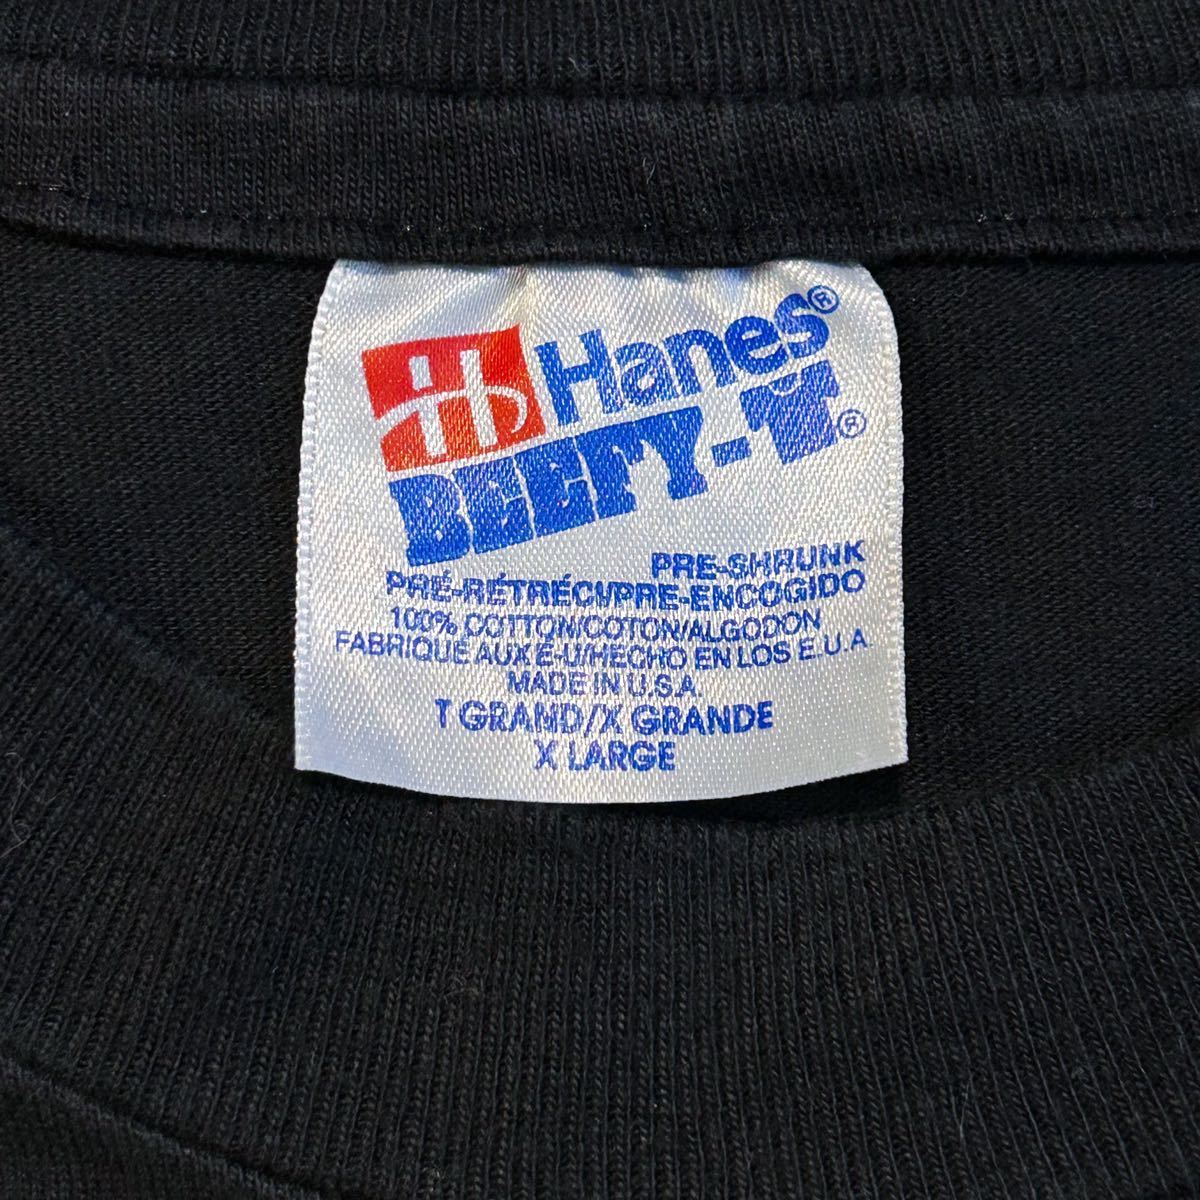 Hanes®
BEEFY-T®
PRE-SHRUNK
PRÉ-RÉTRÉCI/PRE-ENCOGIDO
100% COTTON/COTON/ALGODON
FABRIQUÉ AUX É-U/HECHO EN LOS E.U.A.
MADE IN U.S.A.
T GRAND/X GRANDE
X LARGE